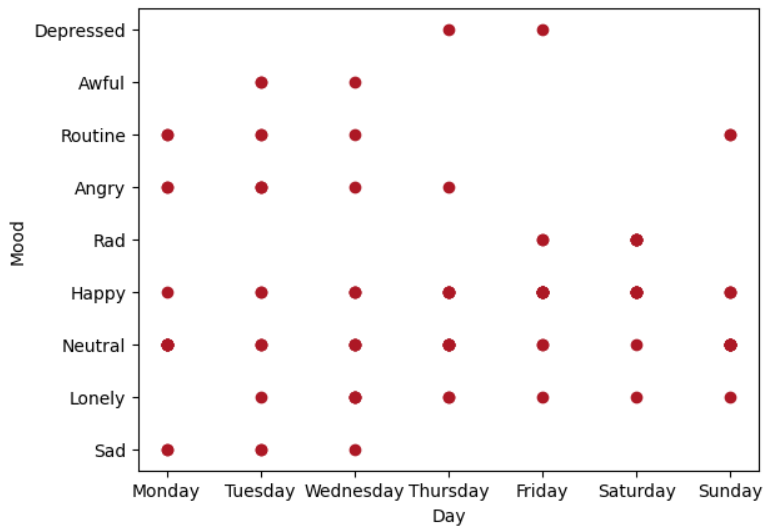 Depressed
Awful
Routine
Angry
Rad
Happy
Neutral
Lonely
Sad
Mood
Monday Tuesday Wednesday Thursday Friday Saturday Sunday
Day